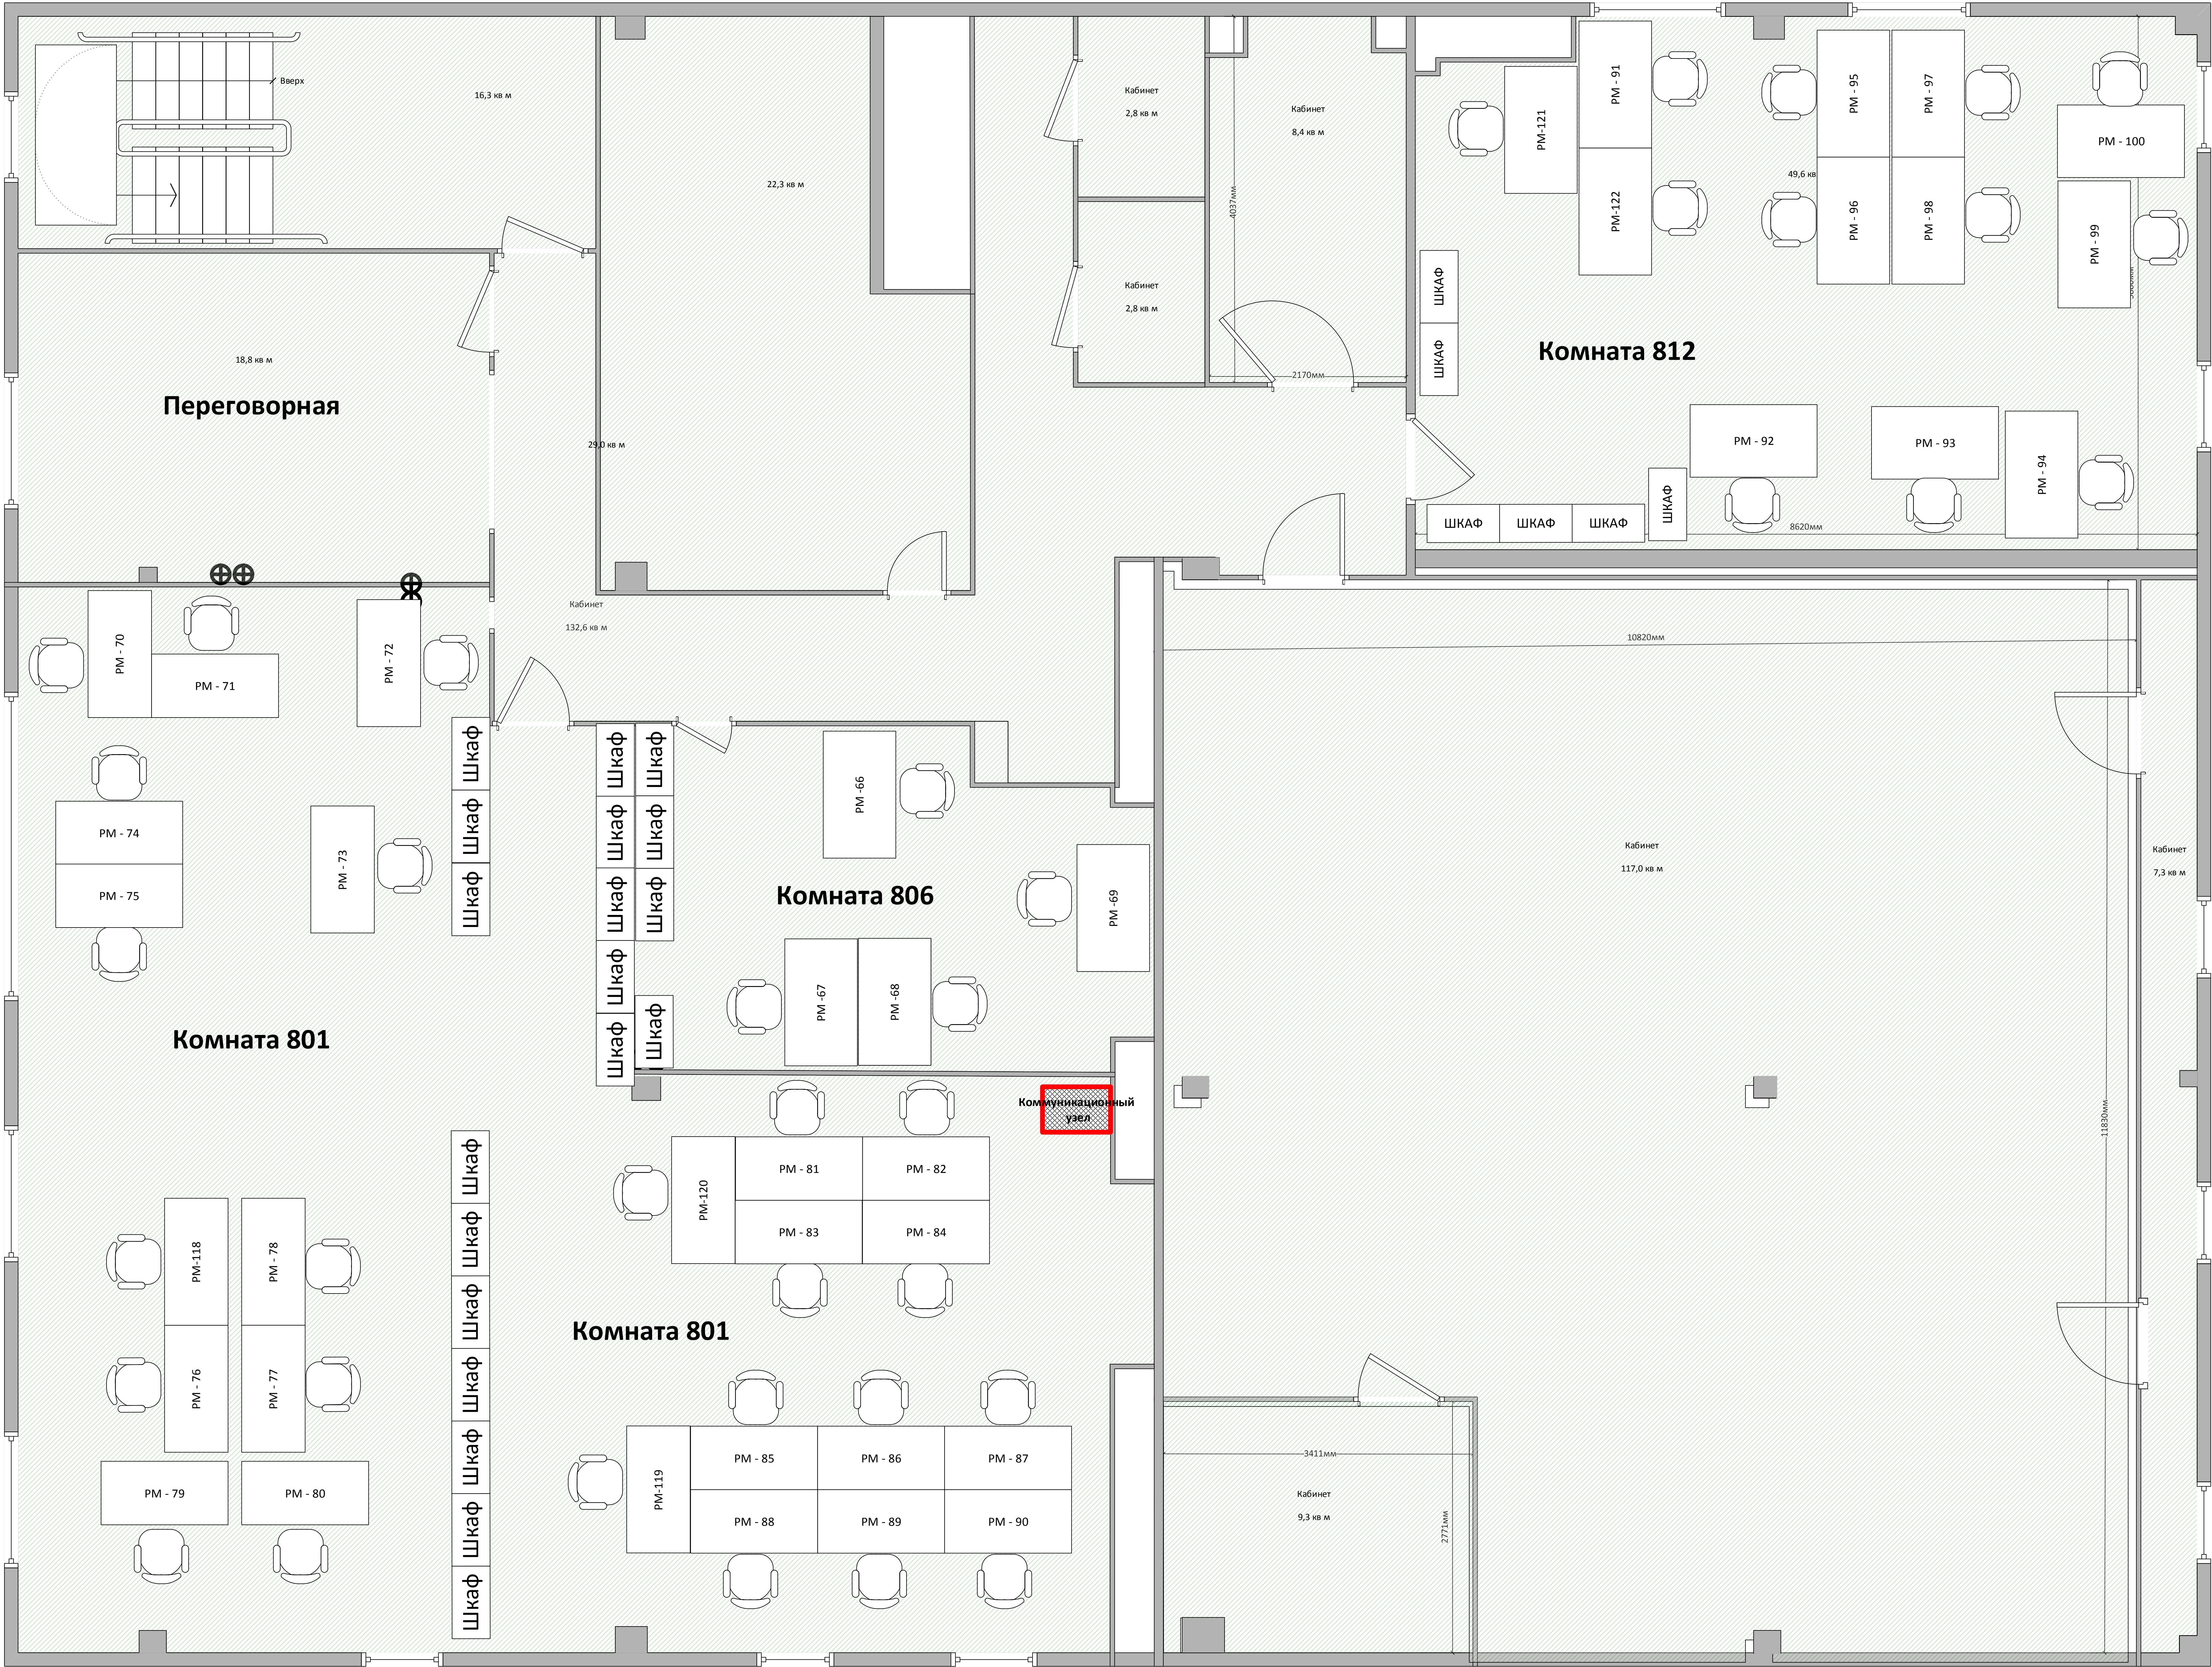 Вверх
16,3 кв м
22,3 кв м
Кабинет
2,8 кв м
Кабинет
2,8 кв м
Кабинет
8,4 кв м
4037мм
2170мм
РМ-121
РМ - 91
РМ-122
РМ - 95
РМ - 97
РМ - 96
РМ - 98
49,6 кв
РМ - 100
РМ - 99
ШКАФ
ШКАФ
Комната 812
РМ - 92
РМ - 93
РМ - 94
ШКАФ
ШКАФ
ШКАФ
ШКАФ
8620мм
18,8 кв м
Переговорная
29,0 кв м
Кабинет
132,6 кв м
РМ - 70
РМ - 71
РМ - 72
РМ - 74
РМ - 75
РМ - 73
Шкаф
Шкаф
Шкаф
Шкаф
Шкаф
Шкаф
Шкаф
Шкаф
Шкаф
Шкаф
Шкаф
Шкаф
РМ -66
РМ -69
Комната 806
РМ -67
РМ -68
Комната 801
Коммуникационный
узел
10820мм
Кабинет
117,0 кв м
Кабинет
7,3 кв м
11830мм
РМ-118
РМ - 78
РМ - 76
РМ - 77
РМ - 79
РМ - 80
Шкаф
Шкаф
Шкаф
Шкаф
Шкаф
Шкаф
Шкаф
РМ-120
РМ - 81
РМ - 82
РМ - 83
РМ - 84
Комната 801
РМ-119
РМ - 85
РМ - 86
РМ - 87
РМ - 88
РМ - 89
РМ - 90
3411мм
Кабинет
9,3 кв м
2771мм